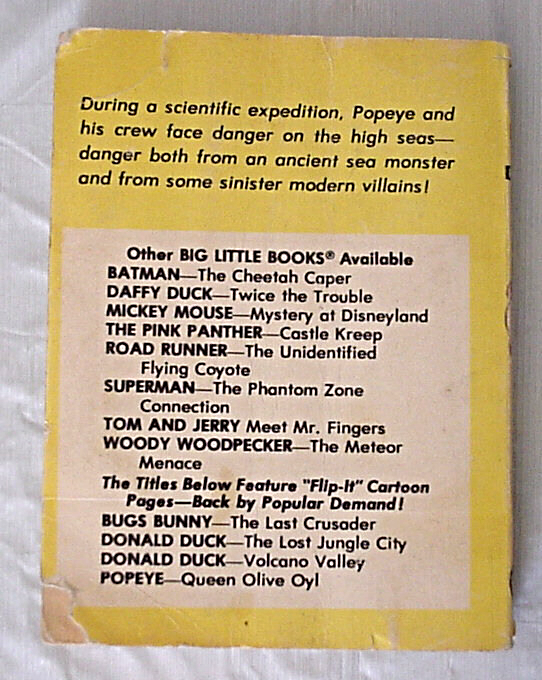 During a scientific expedition, Popeye and
his crew face danger on the high seas—
danger both from an ancient sea monster
and from some sinister modern villains!
Other BIG LITTLE BOOKS® Available
BATMAN—The Cheetah Caper
DAFFY DUCK—Twice the Trouble
MICKEY MOUSE—Mystery at Disneyland
THE PINK PANTHER—Castle Kreep
ROAD RUNNER—The Unidentified
Flying Coyote
SUPERMAN—The Phantom Zone
Connection
TOM AND JERRY Meet Mr. Fingers
WOODY WOODPECKER—The Meteor
Menace
The Titles Below Feature "Flip-It" Cartoon
Pages—Back by Popular Demand!
BUGS BUNNY—The Last Crusader
DONALD DUCK—The Lost Jungle City
DONALD DUCK—Volcano Valley
POPEYE—Queen Olive Oyl